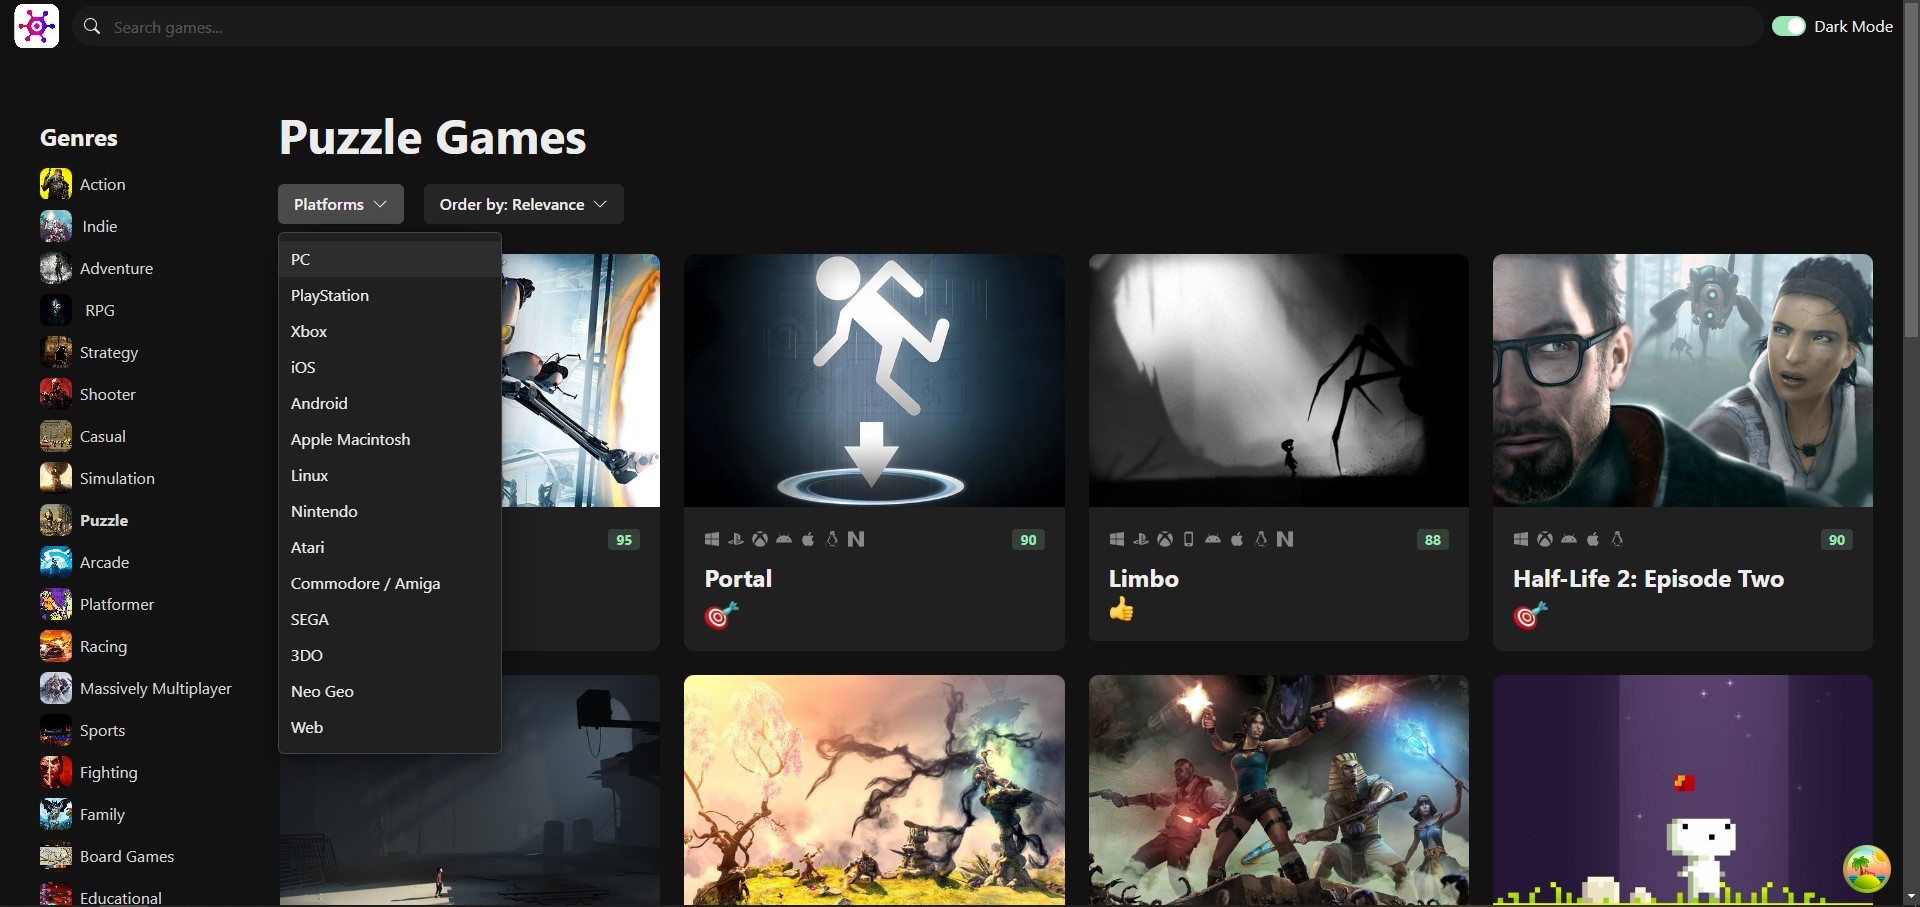 Search games...
Dark Mode
Genres
Action
Indie
Adventure
RPG
Strategy
Shooter
Casual
Simulation
Puzzle
Arcade
Platformer
Racing
Massively Multiplayer
Sports
Fighting
Family
Board Games
Educational
Puzzle Games
Platforms
Order by: Relevance
PC
PlayStation
Xbox
iOS
Android
Apple Macintosh
Linux
Nintendo
Atari
Commodore / Amiga
SEGA
3DO
Neo Geo
Web
95
90
Portal
88
Limbo
90
Half-Life 2: Episode Two